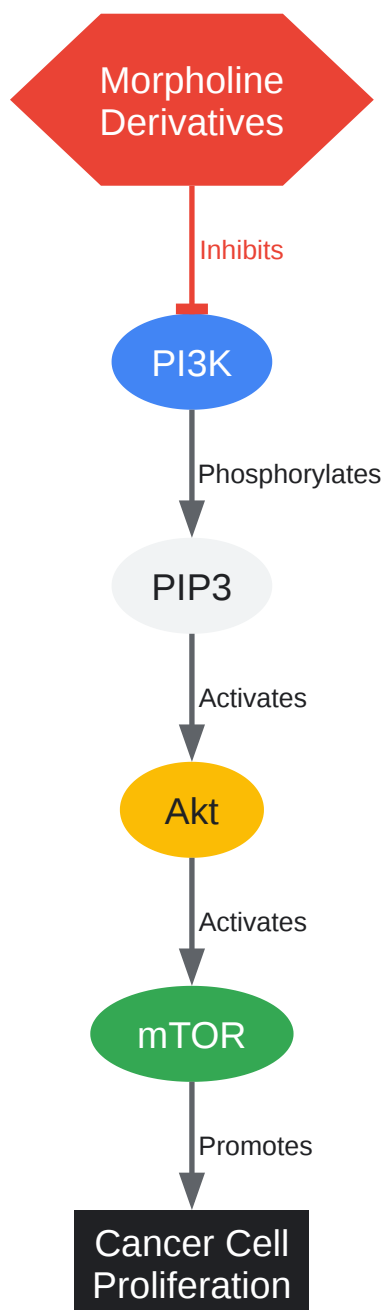 Morpholine
Derivatives
Inhibits
PI3K
Phosphorylates
PIP3
Activates
Akt
Activates
mTOR
Promotes
Cancer Cell
Proliferation